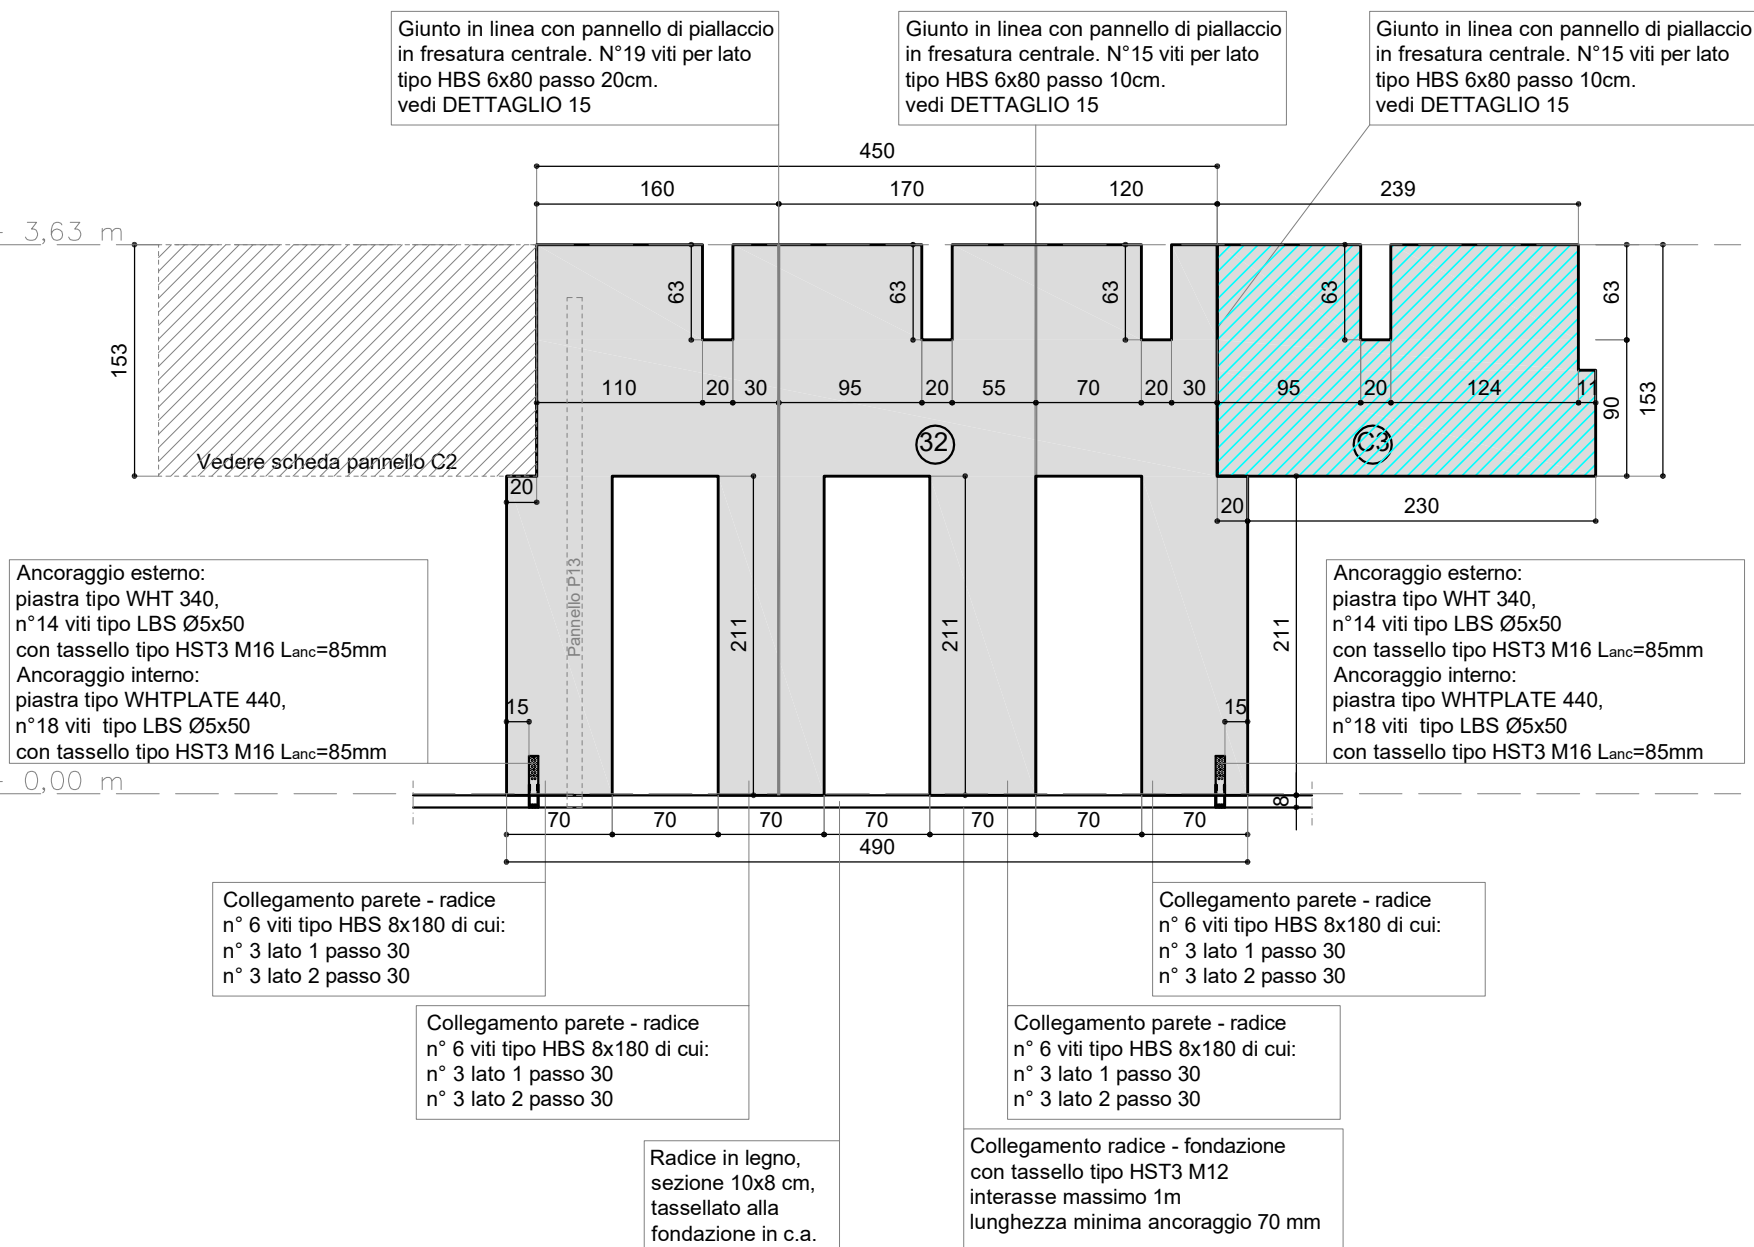 Giunto in linea con pannello di piallaccio
in fresatura centrale. N°19 viti per lato
tipo HBS 6x80 passo 20cm.
vedi DETTAGLIO 15
Giunto in linea con pannello di piallaccio
in fresatura centrale. N°15 viti per lato
tipo HBS 6x80 passo 10cm.
vedi DETTAGLIO 15
Giunto in linea con pannello di piallaccio
in fresatura centrale. N°15 viti per lato
tipo HBS 6x80 passo 10cm.
vedi DETTAGLIO 15
450
160 170 120 239
3,63 m
63 63 63 63 63
153
110 20 30 95 20 55 70 20 30 95 20 124 11
90 153
32
C3
Vedere scheda pannello C2
20
20 230
Pannello P13
211 211 211
Ancoraggio esterno:
piastra tipo WHT 340,
n°14 viti tipo LBS Ø5x50
con tassello tipo HST3 M16 Lanc=85mm
Ancoraggio interno:
piastra tipo WHTPLATE 440,
n°18 viti tipo LBS Ø5x50
con tassello tipo HST3 M16 Lanc=85mm
Ancoraggio esterno:
piastra tipo WHT 340,
n°14 viti tipo LBS Ø5x50
con tassello tipo HST3 M16 Lanc=85mm
Ancoraggio interno:
piastra tipo WHTPLATE 440,
n°18 viti tipo LBS Ø5x50
con tassello tipo HST3 M16 Lanc=85mm
15 15
0,00 m
8
70 70 70 70 70 70 70
490
Collegamento parete - radice
n° 6 viti tipo HBS 8x180 di cui:
n° 3 lato 1 passo 30
n° 3 lato 2 passo 30
Collegamento parete - radice
n° 6 viti tipo HBS 8x180 di cui:
n° 3 lato 1 passo 30
n° 3 lato 2 passo 30
Collegamento parete - radice
n° 6 viti tipo HBS 8x180 di cui:
n° 3 lato 1 passo 30
n° 3 lato 2 passo 30
Collegamento parete - radice
n° 6 viti tipo HBS 8x180 di cui:
n° 3 lato 1 passo 30
n° 3 lato 2 passo 30
Radice in legno,
sezione 10x8 cm,
tassellato alla
fondazione in c.a.
Collegamento radice - fondazione
con tassello tipo HST3 M12
interasse massimo 1m
lunghezza minima ancoraggio 70 mm